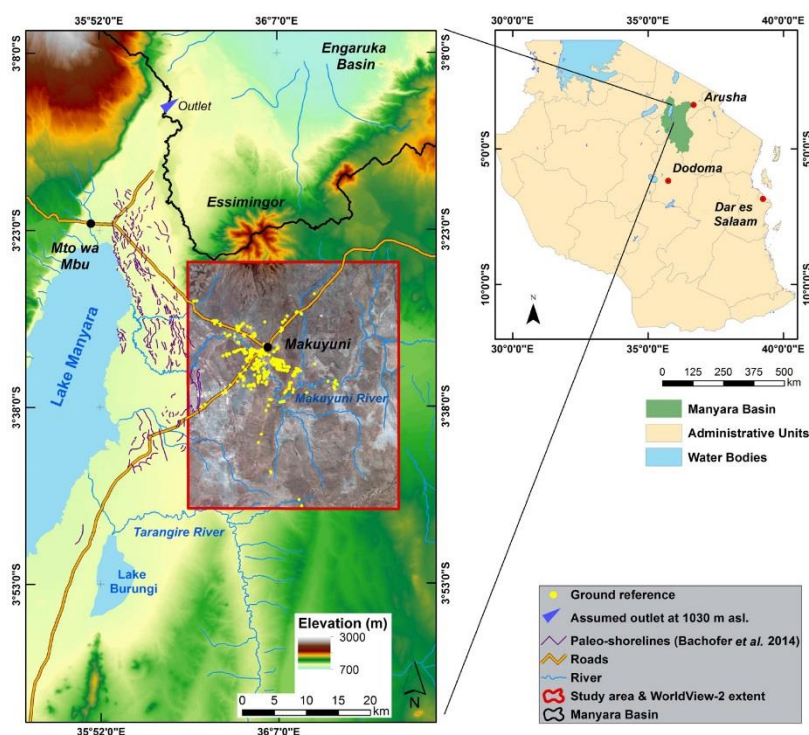 35°52'0"E
36°7'0"E
3°8'0"S
3°8'0"S
Engaruka
Basin
Outlet
Essimingor
3°23'0"S
3°23'0"S
Mto wa
Mbu
Lake Manyara
Makuyuni
Makuyuni River
3°38'0"S
3°38'0"S
Tarangire River
Lake
Burungi
3°53'0"S
3°53'0"S
Elevation (m)
3000
700
0 5 10 15 20
km
N
35°52'0"E
36°7'0"E
30°0'0"E
35°0'0"E
40°0'0"E
Arusha
5°0'0"S
5°0'0"S
Dodoma
Dar es
Salaam
10°0'0"S
10°0'0"S
N
30°0'0"E
35°0'0"E
40°0'0"E
0 125 250 375 500
km
Manyara Basin
Administrative Units
Water Bodies
Ground reference
Assumed outlet at 1030 m asl.
Paleo-shorelines (Bachofer et al. 2014)
Roads
River
Study area & WorldView-2 extent
Manyara Basin